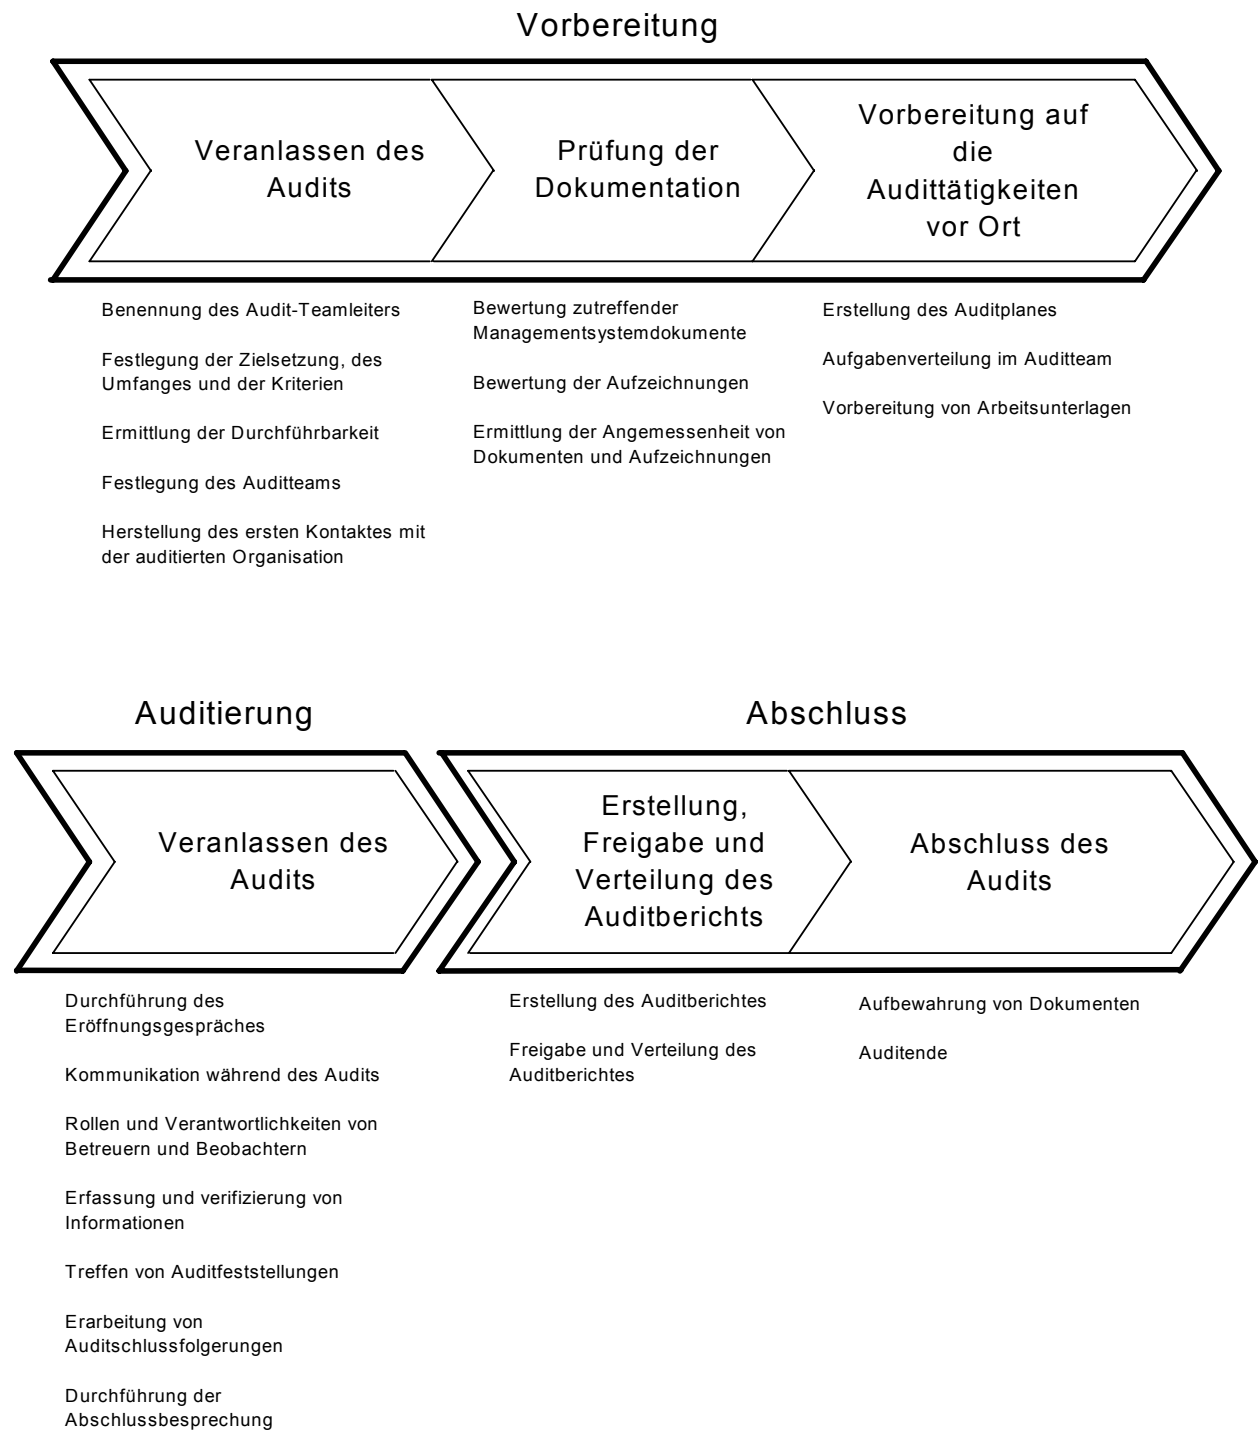 Vorbereitung
Veranlassen des
Audits
Prüfung der
Dokumentation
Vorbereitung auf
die
Audittätigkeiten
vor Ort
Benennung des Audit-Teamleiters
Festlegung der Zielsetzung, des
Umfanges und der Kriterien
Ermittlung der Durchführbarkeit
Festlegung des Auditteams
Herstellung des ersten Kontaktes mit
der auditierten Organisation
Bewertung zutreffender
Managementsystemdokumente
Bewertung der Aufzeichnungen
Ermittlung der Angemessenheit von
Dokumenten und Aufzeichnungen
Erstellung des Auditplanes
Aufgabenverteilung im Auditteam
Vorbereitung von Arbeitsunterlagen
Auditierung
Veranlassen des
Audits
Durchführung des
Eröffnungsgespräches
Kommunikation während des Audits
Rollen und Verantwortlichkeiten von
Betreuern und Beobachtern
Erfassung und verifizierung von
Informationen
Treffen von Auditfeststellungen
Erarbeitung von
Auditschlussfolgerungen
Durchführung der
Abschlussbesprechung
Abschluss
Erstellung,
Freigabe und
Verteilung des
Auditberichts
Abschluss des
Audits
Erstellung des Auditberichtes
Freigabe und Verteilung des
Auditberichtes
Aufbewahrung von Dokumenten
Auditende